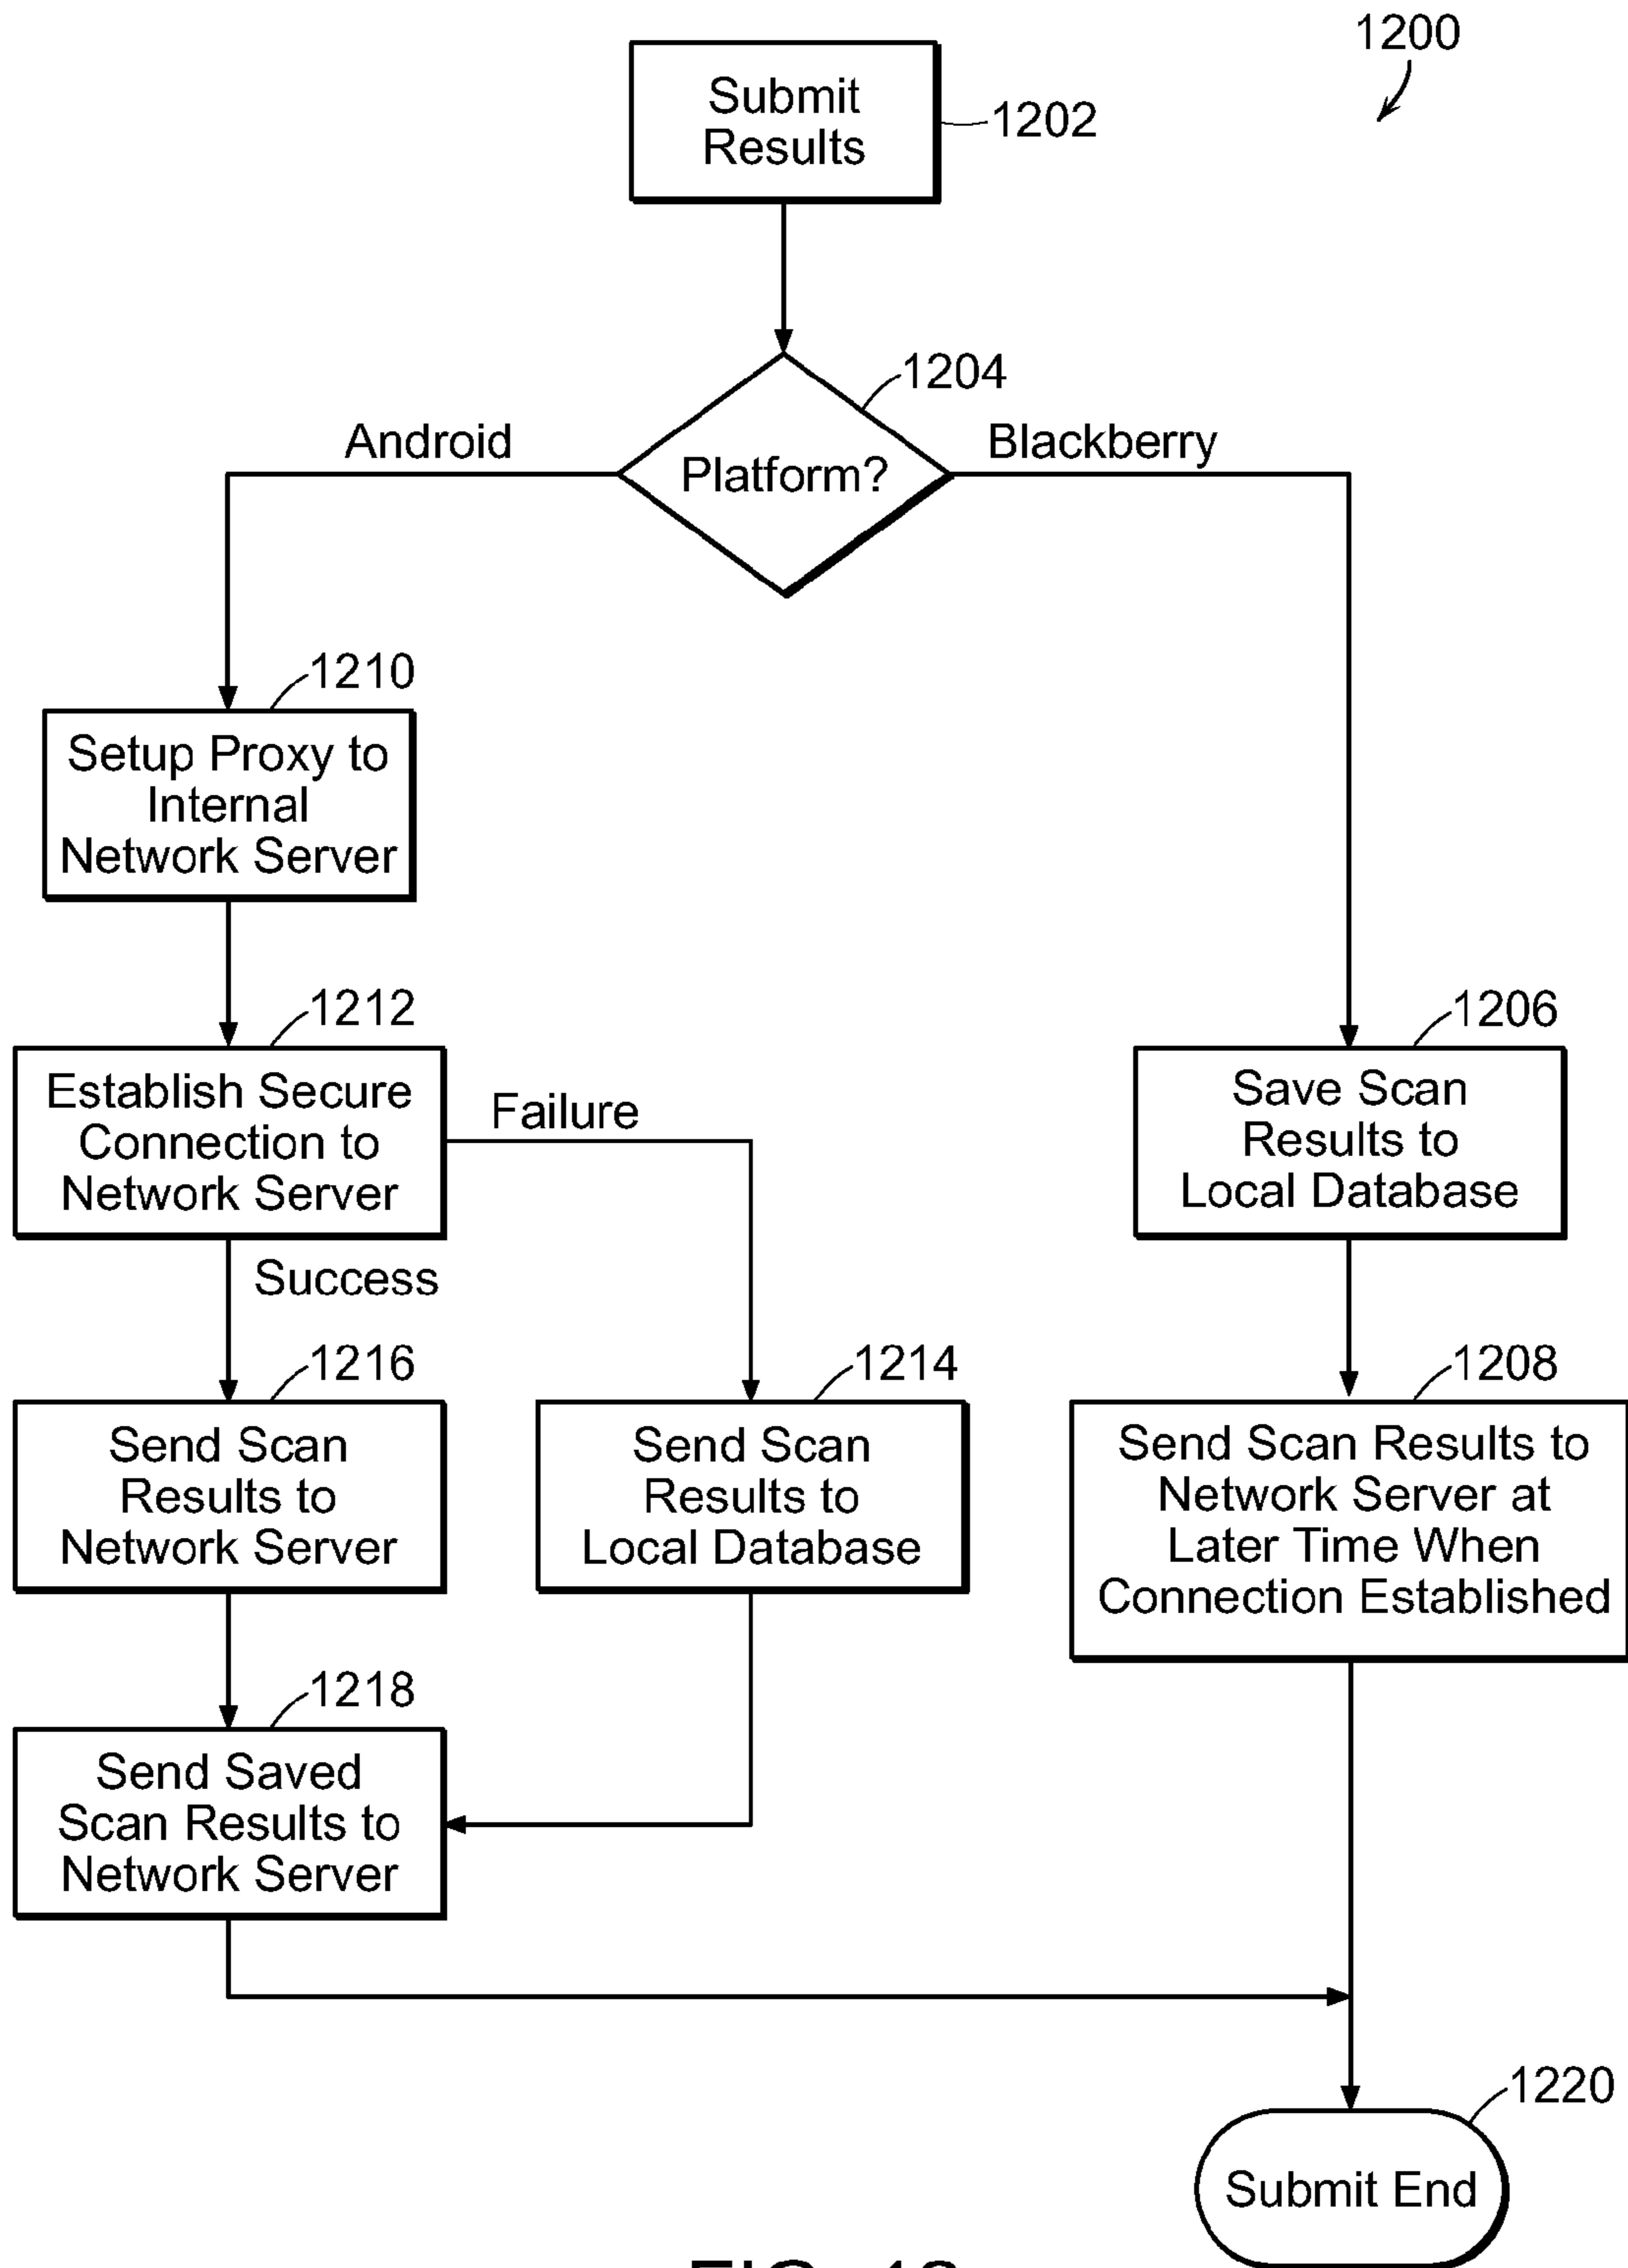 1200
Submit
Results
1202
1204
Android
Blackberry
Platform?
1210
Setup Proxy to
Internal
Network Server
1212
Establish Secure
Connection to
Network Server
Failure
Success
1206
Save Scan
Results to
Local Database
1216
Send Scan
Results to
Network Server
1214
Send Scan
Results to
Local Database
1208
Send Scan Results to
Network Server at
Later Time When
Connection Established
1218
Send Saved
Scan Results to
Network Server
1220
Submit End